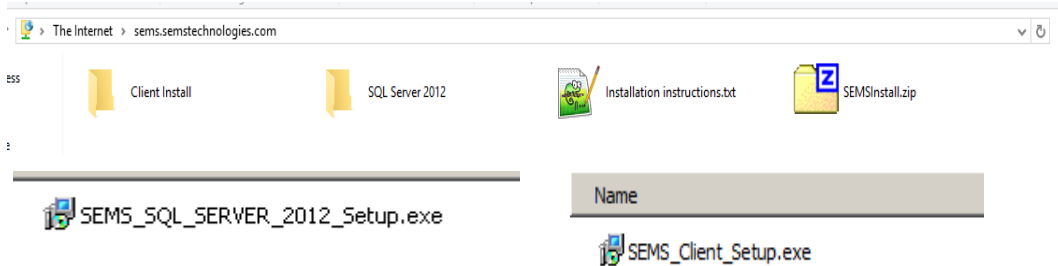 The Internet > sems.semstechnologies.com
ess
Client Install
SQL Server 2012
Installation instructions.txt
SEMSInstall.zip
e
SEMS_SQL_SERVER_2012_Setup.exe
Name
SEMS_Client_Setup.exe